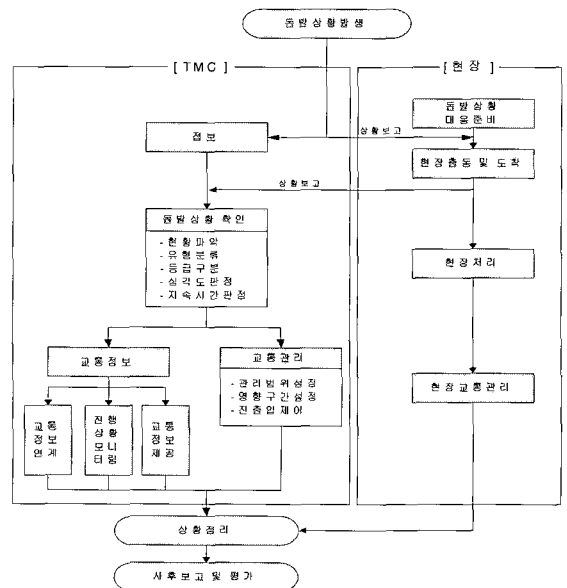 돌발상황발생
[ TMC ]
[ 현장 ]
돌발상황
대응준비
상황보고
접보
현장출동 및 도착
상황보고
돌발상황 확인
- 현황파악
- 유형분류
- 등급구분
- 심각도판정
- 지속시간판정
현장처리
교통정보
교통관리
- 관리범위설정
- 영향구간설정
- 진출입제어
현장교통관리
교통
정보
연계
진행
상황
모니
터링
교통
정보
제공
상황정리
사후보고 및 평가